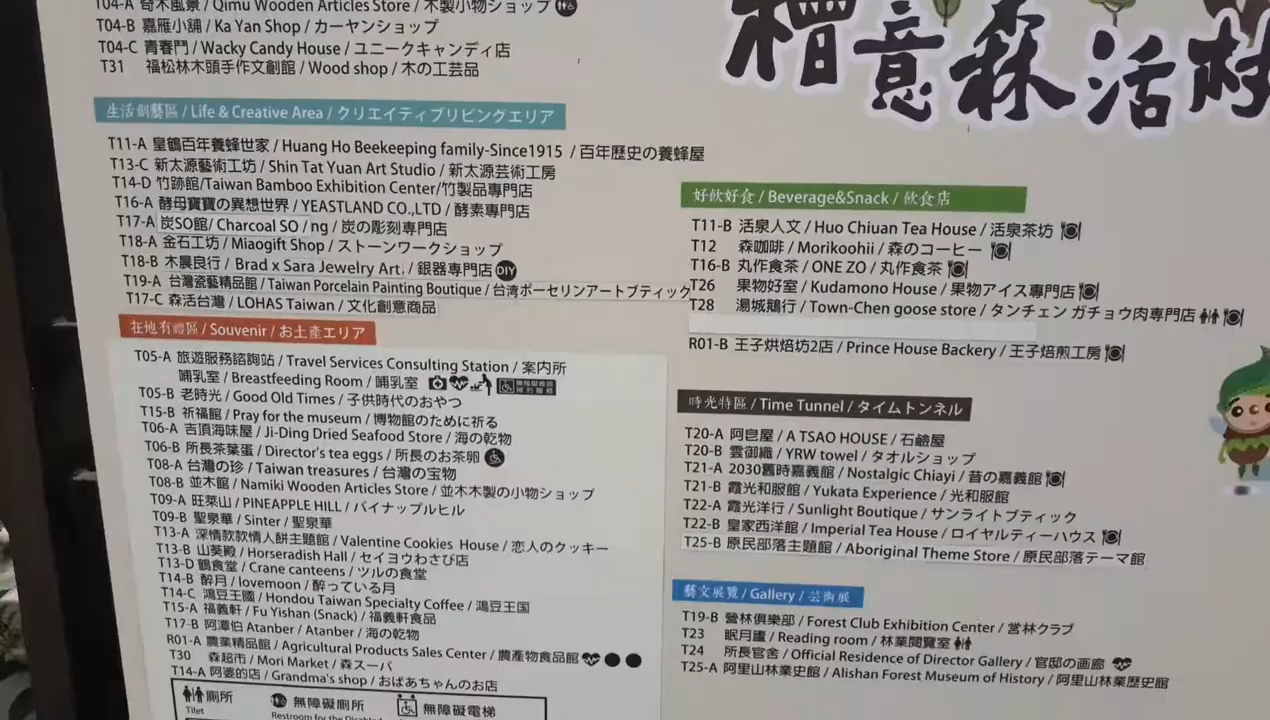 T04-A 奇木風景 / Qimu Wooden Articles Store / 木製小物ショップ
T04-B 嘉雁小舖 / Ka Yan Shop / カーヤンショップ
T04-C 青春鬥 / Wacky Candy House / ユニークキャンディ店
T31 福松林木頭手作文創館 / Wood shop / 木の工芸品
生活創藝區 / Life & Creative Area / クリエイティブリビングエリア
T11-A 皇鶴百年養蜂世家 / Huang Ho Beekeeping family-Since1915 / 百年歷史の養蜂屋
T13-C 新太源藝術工坊 / Shin Tat Yuan Art Studio / 新太源芸術工房
T14-D 竹跡館/Taiwan Bamboo Exhibition Center/竹製品專門店
T16-A 酵母寶寶の異想世界 / YEASTLAND CO.,LTD / 酵素専門店
T17-A 炭SO館/ Charcoal SO / ng / 炭の彫刻専門店
T18-A 金石工坊 / Miaogift Shop / ストーンワークショップ
T18-B 木晨良行 / Brad x Sara Jewelry Art. / 銀器専門店 DIY
T19-A 台灣瓷藝精品館 / Taiwan Porcelain Painting Boutique / 台湾ポーセリンアートブティック
T17-C 森活台灣 / LOHAS Taiwan / 文化創意商品
在地有禮區 / Souvenir / お土産エリア
T05-A 旅遊服務諮詢站 / Travel Services Consulting Station / 案内所
哺乳室 / Breastfeeding Room / 哺乳室
T05-B 老時光 / Good Old Times / 子供時代のおやつ
T15-B 祈福館 / Pray for the museum / 博物館のために祈る
T06-A 吉頂海味屋 / Ji-Ding Dried Seafood Store / 海の乾物
T06-B 所長茶葉蛋 / Director's tea eggs / 所長のお茶卵
T08-A 台灣の珍 / Taiwan treasures / 台灣の宝物
T08-B 並木館 / Namiki Wooden Articles Store / 並木木製の小物ショップ
T09-A 旺萊山 / PINEAPPLE HILL / パイナップルヒル
T09-B 聖泉華 / Sinter / 聖泉華
T13-A 深情款款情人餅主題館 / Valentine Cookies House / 恋人のクッキー
T13-B 山葵殿 / Horseradish Hall / セイヨウわさび店
T13-D 鶴食堂 / Crane canteens / ツルの食堂
T14-B 醉月 / lovemoon / 酔っている月
T14-C 鴻豆王國 / Hondou Taiwan Specialty Coffee / 鴻豆王国
T15-A 福義軒 / Fu Yishan (Snack) / 福義軒食品
T17-B 阿潭伯 Atanber / Atanber / 海の乾物
R01-A 農業精品館 / Agricultural Products Sales Center / 農產物食品館
T30 森超市 / Mori Market / 森スーパ
T14-A 阿婆的店 / Grandma's shop / おばあちゃんのお店
廁所
Tilet
無障礙廁所
Restroom for the Disabled
無障礙電梯
檜意森活村
好飲好食 / Beverage&Snack / 飲食店
T11-B 活泉人文 / Huo Chiuan Tea House / 活泉茶坊
T12 森咖啡 / Morikoohii / 森のコーヒー
T16-B 丸作食茶 / ONE ZO / 丸作食茶
T26 果物好室 / Kudamono House / 果物アイス専門店
T28 湯城鵝行 / Town-Chen goose store / タンチェン ガチョウ肉専門店
R01-B 王子烘焙坊2店 / Prince House Backery / 王子焙煎工房
時光特區 / Time Tunnel / タイムトンネル
T20-A 阿皂屋 / A TSAO HOUSE / 石鹼屋
T20-B 雲御織 / YRW towel / タオルショップ
T21-A 2030舊時嘉義館 / Nostalgic Chiayi / 昔の嘉義館
T21-B 霞光和服館 / Yukata Experience / 光和服館
T22-A 霞光洋行 / Sunlight Boutique / サンライトブティック
T22-B 皇家西洋館 / Imperial Tea House / ロイヤルティーハウス
T25-B 原民部落主題館 / Aboriginal Theme Store / 原民部落テーマ館
藝文展覽 / Gallery / 芸術展
T19-B 營林俱樂部 / Forest Club Exhibition Center / 営林クラブ
T23 眠月廬 / Reading room / 林業閲覽室
T24 所長官舍 / Official Residence of Director Gallery / 官邸の画廊
T25-A 阿里山林業史館 / Alishan Forest Museum of History / 阿里山林業歷史館